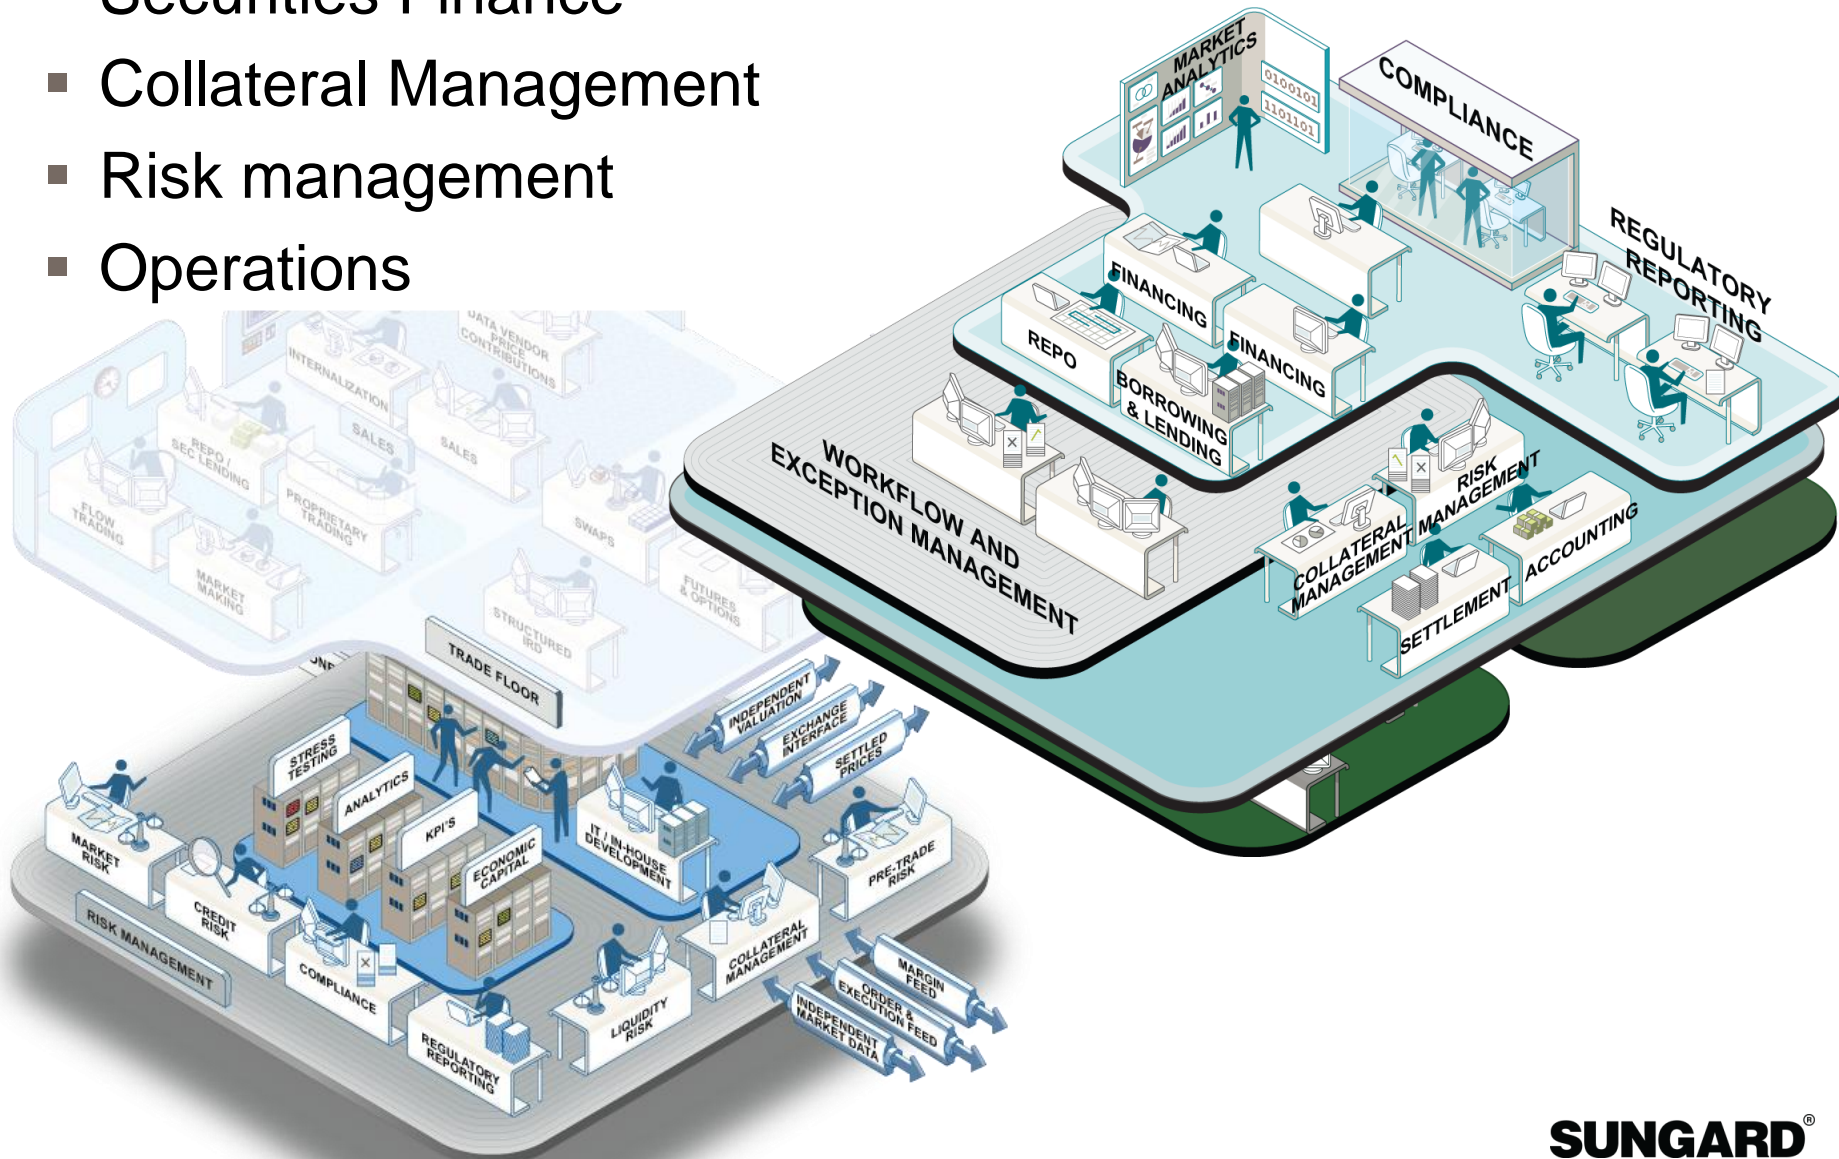 Securities Finance
▪ Collateral Management
▪ Risk management
▪ Operations
MARKET
ANALYTICS
0100101
1101101
COMPLIANCE
REGULATORY
REPORTING
FINANCING
REPO
FINANCING
BORROWING
& LENDING
WORKFLOW AND
EXCEPTION MANAGEMENT
RISK
MANAGEMENT
COLLATERAL
MANAGEMENT
ACCOUNTING
SETTLEMENT
DATA VENDOR
PRICE
CONTRIBUTIONS
INTERNALIZATION
SALES
SALES
REPO /
SEC LENDING
PROPRIETARY
TRADING
FLOW
TRADING
SWAPS
MARKET
MAKING
FUTURES
& OPTIONS
STRUCTURED
IRD
TRADE FLOOR
INDEPENDENT
VALUATION
EXCHANGE
INTERFACE
SETTLED
PRICES
STRESS
TESTING
ANALYTICS
KPI'S
ECONOMIC
CAPITAL
IT / IN-HOUSE
DEVELOPMENT
MARKET
RISK
CREDIT
RISK
PRE-TRADE
RISK
RISK MANAGEMENT
COMPLIANCE
COLLATERAL
MANAGEMENT
LIQUIDITY
RISK
REGULATORY
REPORTING
MARGIN
FEED
ORDER &
EXECUTION FEED
INDEPENDENT
MARKET DATA
SUNGARD®